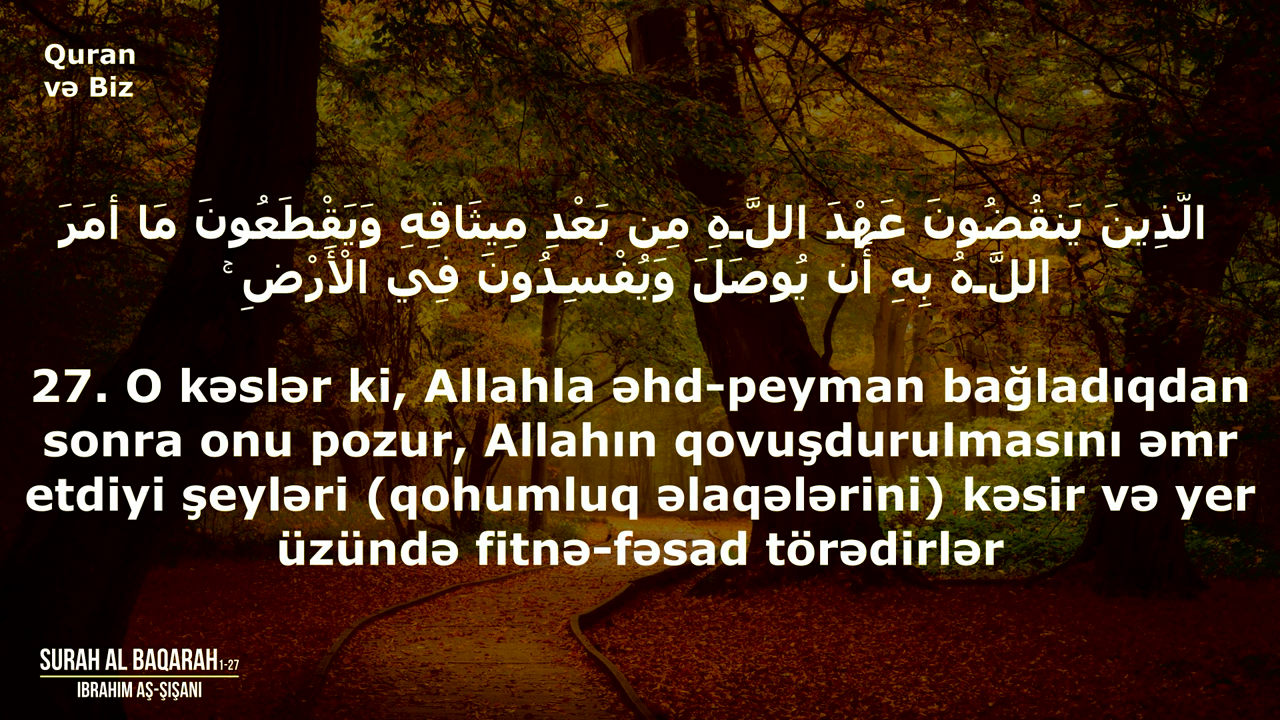 Quran
və Biz
الَّذِينَ يَنقُضُونَ عَهْدَ اللَّـهِ مِن بَعْدِ مِيثَاقِهِ وَيَقْطَعُونَ مَا أمَرَ
اللَّـهُ بِهِ أَن يُوصَلَ وَيُفْسِدُونَ فِي الْأَرْضِ ۚ
27. O kəslər ki, Allahla əhd-peyman bağladıqdan
sonra onu pozur, Allahın qovuşdurulmasını əmr
etdiyi şeyləri (qohumluq əlaqələrini) kəsir və yer
üzündə fitnə-fəsad törədirlər
SURAH AL BAQARAH 1-27
IBRAHIM AŞ-ŞIŞANI